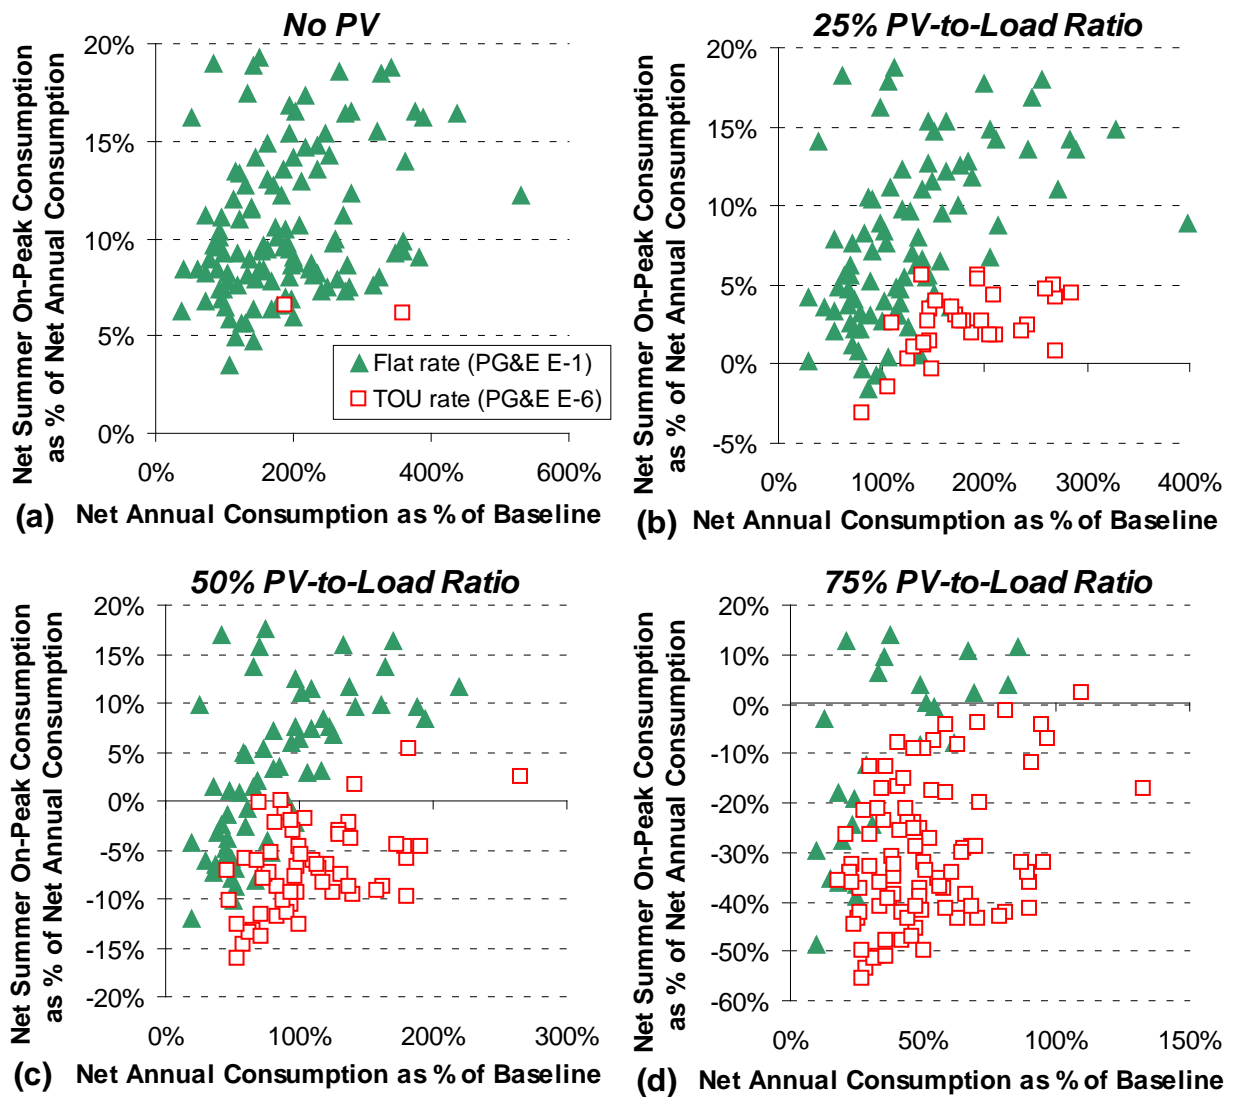 No PV
Net Summer On-Peak Consumption
as % of Net Annual Consumption
20%
15%
10%
5%
0%
Flat rate (PG&E E-1)
TOU rate (PG&E E-6)
0% 200% 400% 600%
(a) Net Annual Consumption as % of Baseline
25% PV-to-Load Ratio
Net Summer On-Peak Consumption
as % of Net Annual Consumption
20%
15%
10%
5%
0%
-5%
0% 100% 200% 300% 400%
(b) Net Annual Consumption as % of Baseline
50% PV-to-Load Ratio
Net Summer On-Peak Consumption
as % of Net Annual Consumption
20%
15%
10%
5%
0%
-5%
-10%
-15%
-20%
0% 100% 200% 300%
(c) Net Annual Consumption as % of Baseline
75% PV-to-Load Ratio
Net Summer On-Peak Consumption
as % of Net Annual Consumption
20%
10%
0%
-10%
-20%
-30%
-40%
-50%
-60%
0% 50% 100% 150%
(d) Net Annual Consumption as % of Baseline